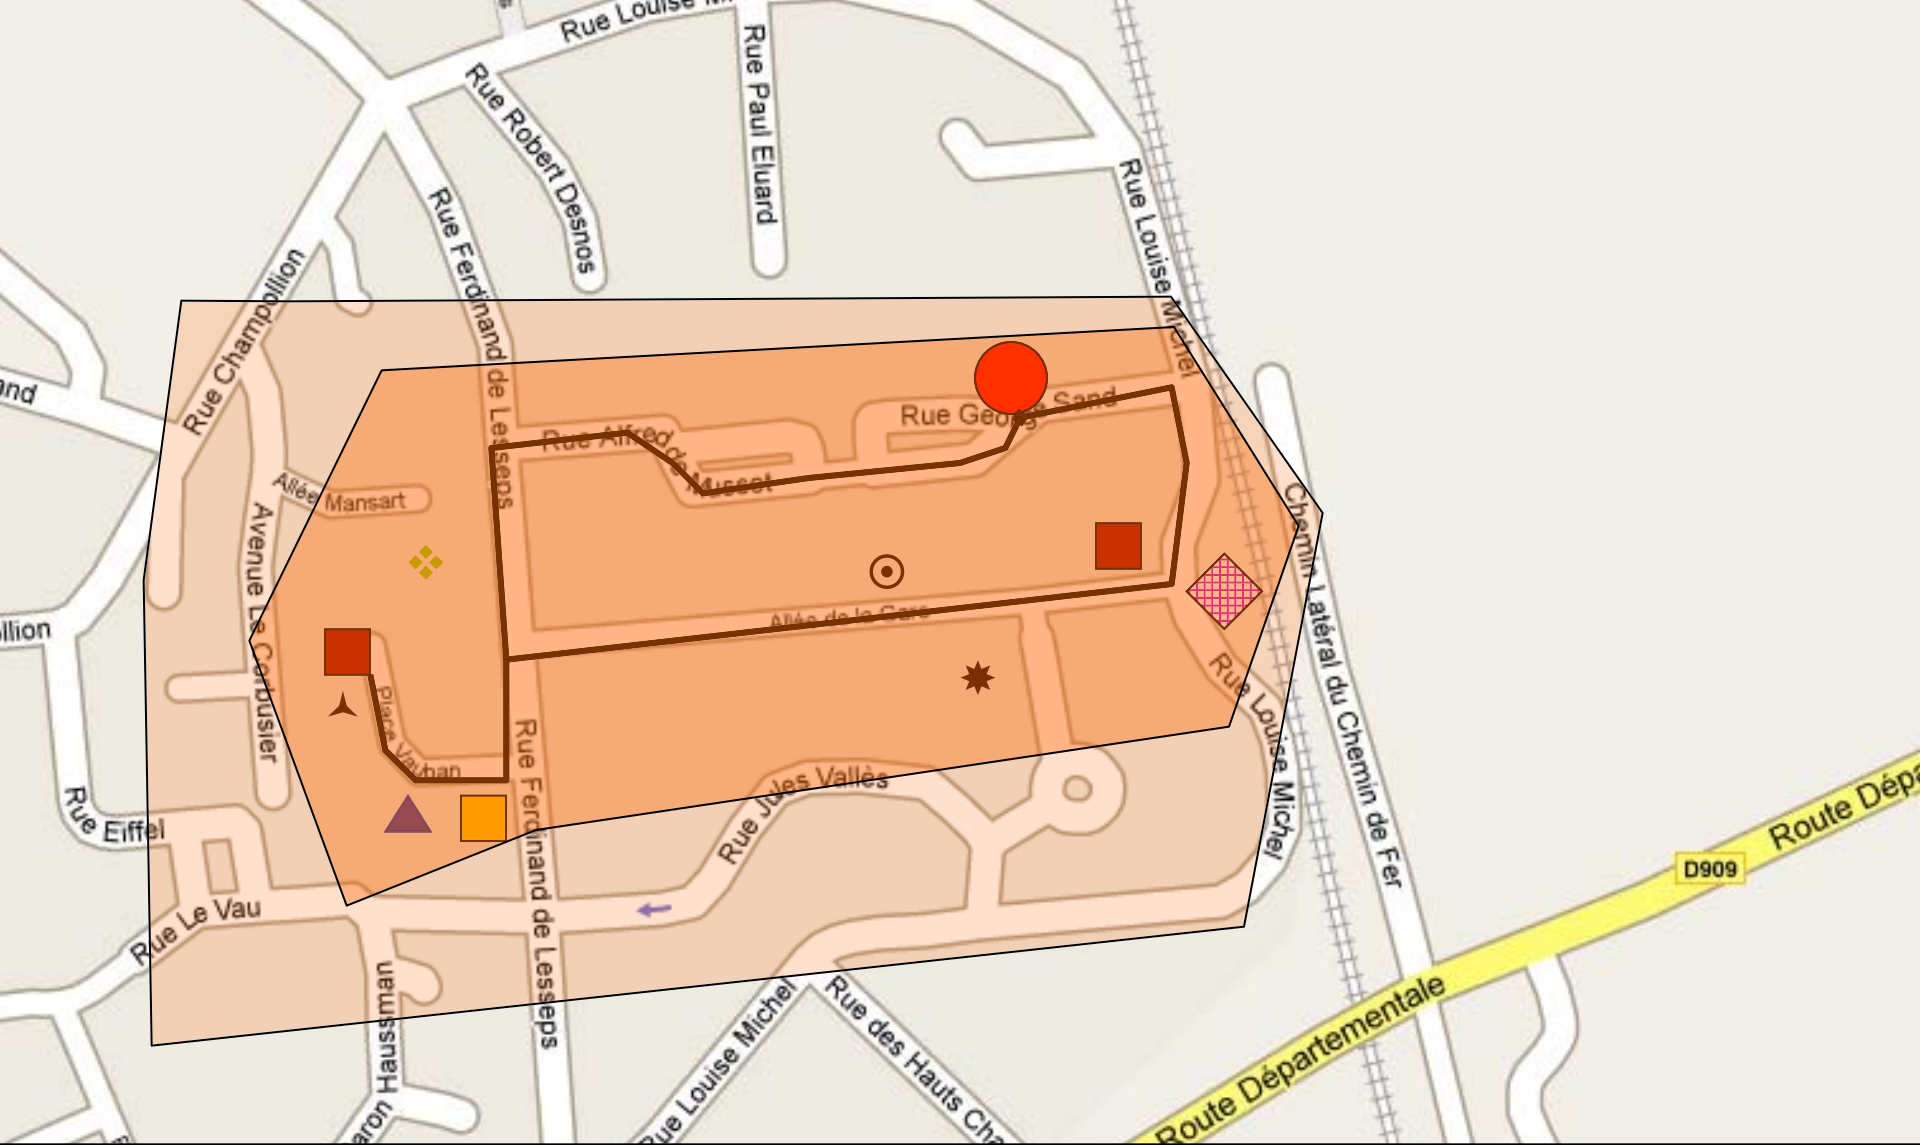 Rue Louise M
Rue Robert Desnos
Rue Paul Eluard
Rue Ferdinand de Lesseps
Rue Louise Michel
Rue Champollion
and
Rue George Sand
Rue Alfred de Musset
Allée Mansart
Avenue Le Corbusier
Chemin Latéral du Chemin de Fer
Allée de la Gare
llion
Place Vauban
Rue Louise Michel
Rue Ferdinand de Lesseps
Rue Jules Vallès
Rue Eiffel
Route Dépa
D909
Rue Le Vau
aron Haussman
Rue Louise Michel
Rue des Hauts Cha
Route Départementale